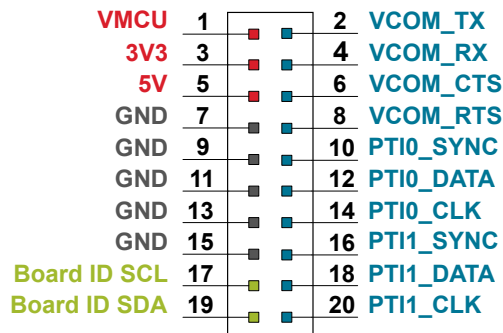 VMCU 1 2 VCOM_TX
3V3 3 4 VCOM_RX
5V 5 6 VCOM_CTS
GND 7 8 VCOM_RTS
GND 9 10 PTI0_SYNC
GND 11 12 PTI0_DATA
GND 13 14 PTI0_CLK
GND 15 16 PTI1_SYNC
Board ID SCL 17 18 PTI1_DATA
Board ID SDA 19 20 PTI1_CLK